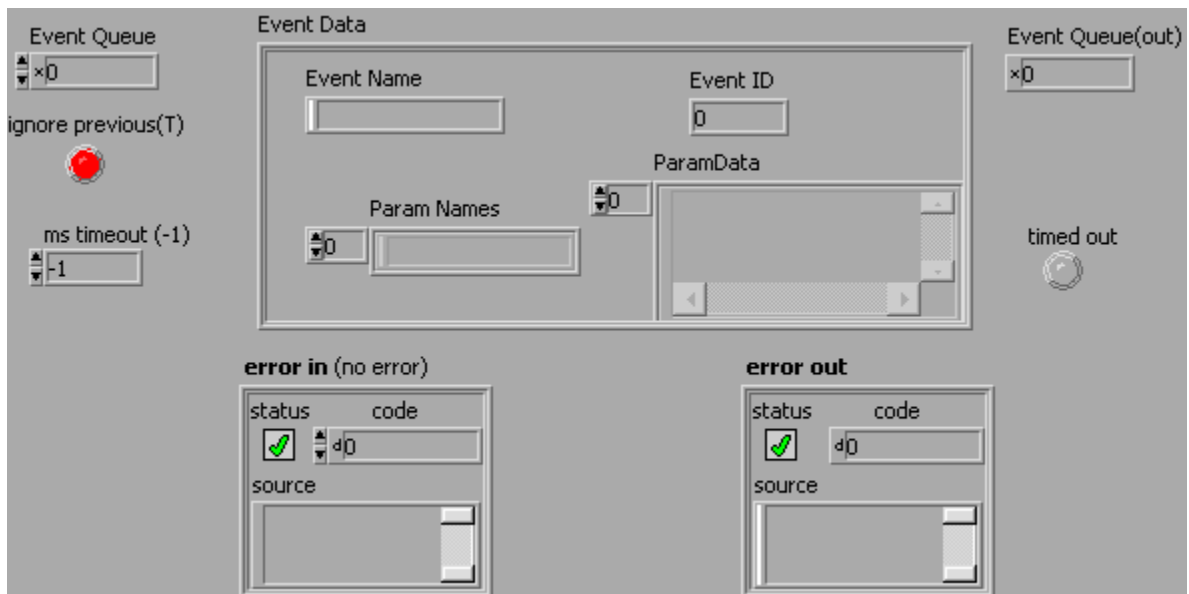 Event Queue
×0
ignore previous(T)
ms timeout (-1)
-1
Event Data
Event Name
Event ID
0
ParamData
0
Param Names
0
Event Queue(out)
×0
timed out
error in (no error)
status code
d0
source
error out
status code
d0
source